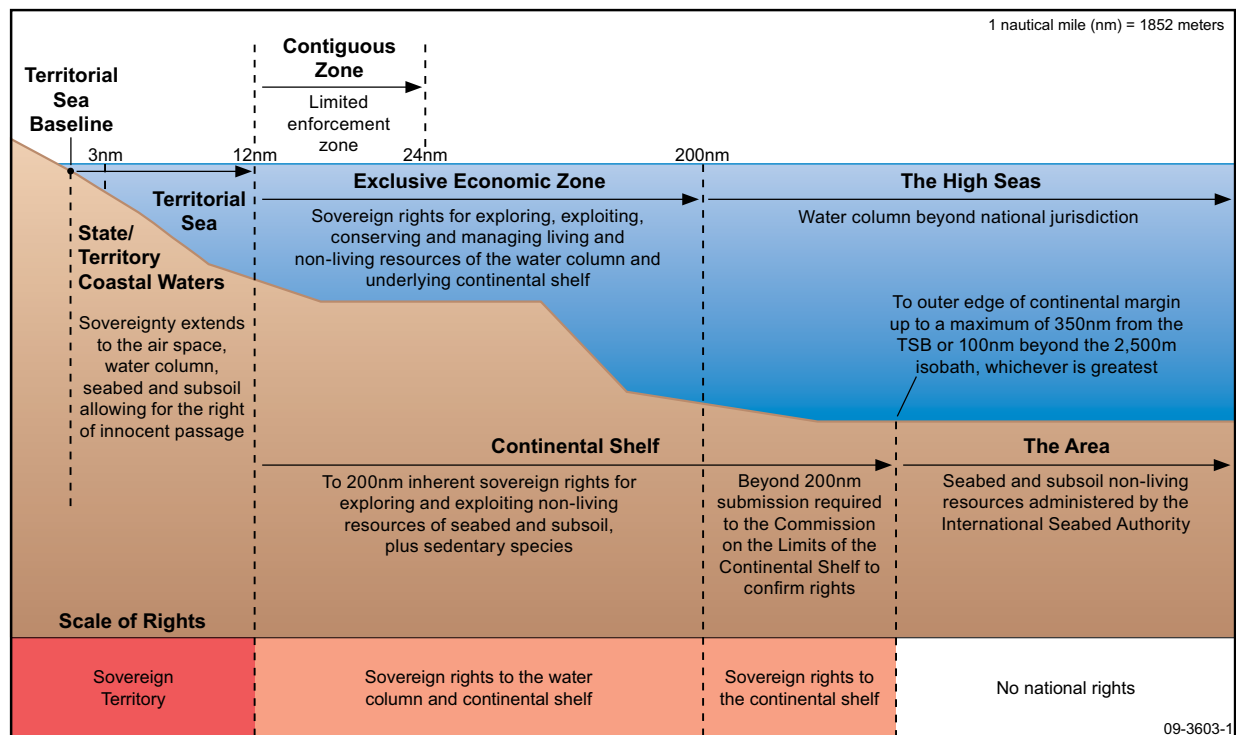 1 nautical mile (nm) = 1852 meters
Territorial
Sea
Baseline
Contiguous
Zone
Limited
enforcement
zone
3nm
12nm
24nm
200nm
Territorial
Sea
State/
Territory
Coastal Waters
Sovereignty extends
to the air space,
water column,
seabed and subsoil
allowing for the right
of innocent passage
Exclusive Economic Zone
Sovereign rights for exploring, exploiting,
conserving and managing living and
non-living resources of the water column and
underlying continental shelf
The High Seas
Water column beyond national jurisdiction
To outer edge of continental margin
up to a maximum of 350nm from the
TSB or 100nm beyond the 2,500m
isobath, whichever is greatest
Continental Shelf
To 200nm inherent sovereign rights for
exploring and exploiting non-living
resources of seabed and subsoil,
plus sedentary species
Beyond 200nm
submission required
to the Commission
on the Limits of the
Continental Shelf to
confirm rights
The Area
Seabed and subsoil non-living
resources administered by the
International Seabed Authority
Scale of Rights
Sovereign
Territory
Sovereign rights to the water
column and continental shelf
Sovereign rights to
the continental shelf
No national rights
09-3603-1